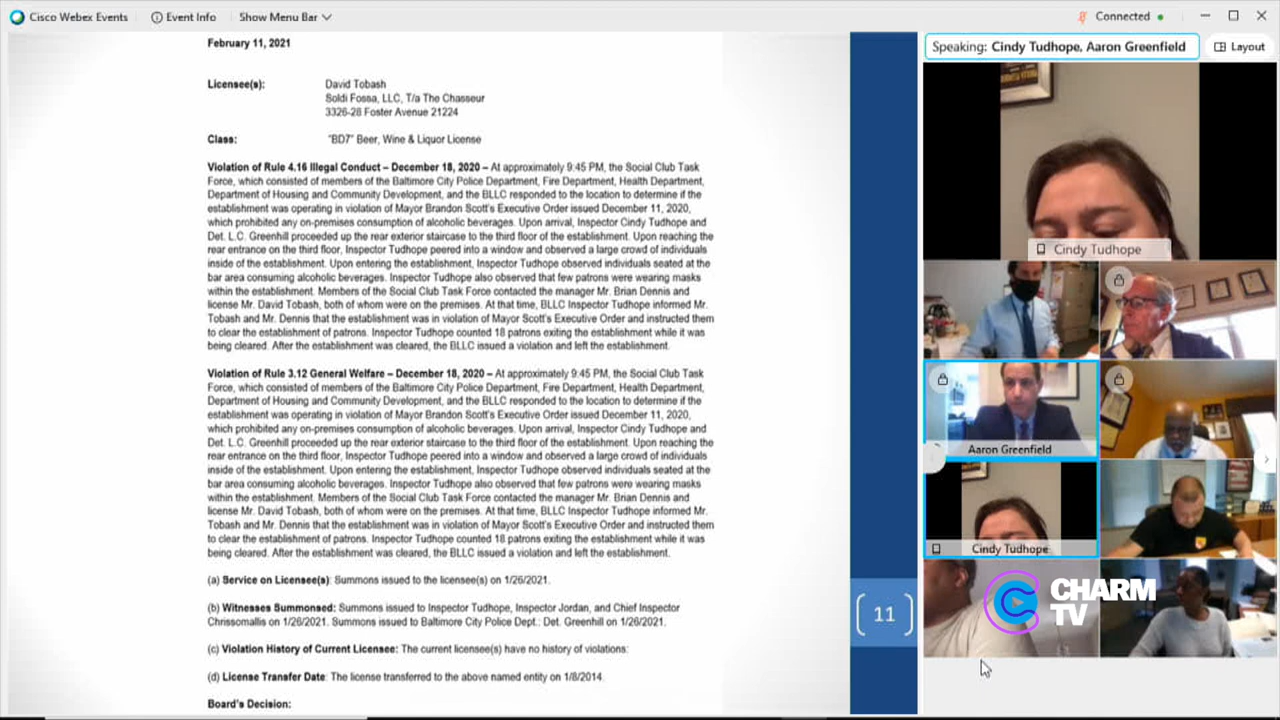 Cisco Webex Events
Event Info
Show Menu Bar
Connected
February 11, 2021
Licensee(s):
David Tobash
Soldi Fossa, LLC, T/a The Chasseur
3326-28 Foster Avenue 21224
Class:
"BD7" Beer, Wine & Liquor License
Violation of Rule 4.16 Illegal Conduct – December 18, 2020 – At approximately 9:45 PM, the Social Club Task
Force, which consisted of members of the Baltimore City Police Department, Fire Department, Health Department,
Department of Housing and Community Development, and the BLLC responded to the location to determine if the
establishment was operating in violation of Mayor Brandon Scott's Executive Order issued December 11, 2020,
which prohibited any on-premises consumption of alcoholic beverages. Upon arrival, Inspector Cindy Tudhope and
Det. L.C. Greenhill proceeded up the rear exterior staircase to the third floor of the establishment. Upon reaching the
rear entrance on the third floor, Inspector Tudhope peered into a window and observed a large crowd of individuals
inside of the establishment. Upon entering the establishment, Inspector Tudhope observed individuals seated at the
bar area consuming alcoholic beverages. Inspector Tudhope also observed that few patrons were wearing masks
within the establishment. Members of the Social Club Task Force contacted the manager Mr. Brian Dennis and
license Mr. David Tobash, both of whom were on the premises. At that time, BLLC Inspector Tudhope informed Mr.
Tobash and Mr. Dennis that the establishment was in violation of Mayor Scott's Executive Order and instructed them
to clear the establishment of patrons. Inspector Tudhope counted 18 patrons exiting the establishment while it was
being cleared. After the establishment was cleared, the BLLC issued a violation and left the establishment.
Violation of Rule 3.12 General Welfare – December 18, 2020 – At approximately 9:45 PM, the Social Club Task
Force, which consisted of members of the Baltimore City Police Department, Fire Department, Health Department,
Department of Housing and Community Development, and the BLLC responded to the location to determine if the
establishment was operating in violation of Mayor Brandon Scott's Executive Order issued December 11, 2020,
which prohibited any on-premises consumption of alcoholic beverages. Upon arrival, Inspector Cindy Tudhope and
Det. L.C. Greenhill proceeded up the rear exterior staircase to the third floor of the establishment. Upon reaching the
rear entrance on the third floor, Inspector Tudhope peered into a window and observed a large crowd of individuals
inside of the establishment. Upon entering the establishment, Inspector Tudhope observed individuals seated at the
bar area consuming alcoholic beverages. Inspector Tudhope also observed that few patrons were wearing masks
within the establishment. Members of the Social Club Task Force contacted the manager Mr. Brian Dennis and
license Mr. David Tobash, both of whom were on the premises. At that time, BLLC Inspector Tudhope informed Mr.
Tobash and Mr. Dennis that the establishment was in violation of Mayor Scott's Executive Order and instructed them
to clear the establishment of patrons. Inspector Tudhope counted 18 patrons exiting the establishment while it was
being cleared. After the establishment was cleared, the BLLC issued a violation and left the establishment.
(a) Service on Licensee(s): Summons issued to the licensee(s) on 1/26/2021.
(b) Witnesses Summonsed: Summons issued to Inspector Tudhope, Inspector Jordan, and Chief Inspector
Chrissomallis on 1/26/2021. Summons issued to Baltimore City Police Dept.: Det. Greenhill on 1/26/2021.
(c) Violation History of Current Licensee: The current licensee(s) have no history of violations:
(d) License Transfer Date: The license transferred to the above named entity on 1/8/2014.
Board's Decision:
11
Speaking: Cindy Tudhope, Aaron Greenfield
Layout
Cindy Tudhope
Aaron Greenfield
Cindy Tudhope
CHARM
TV